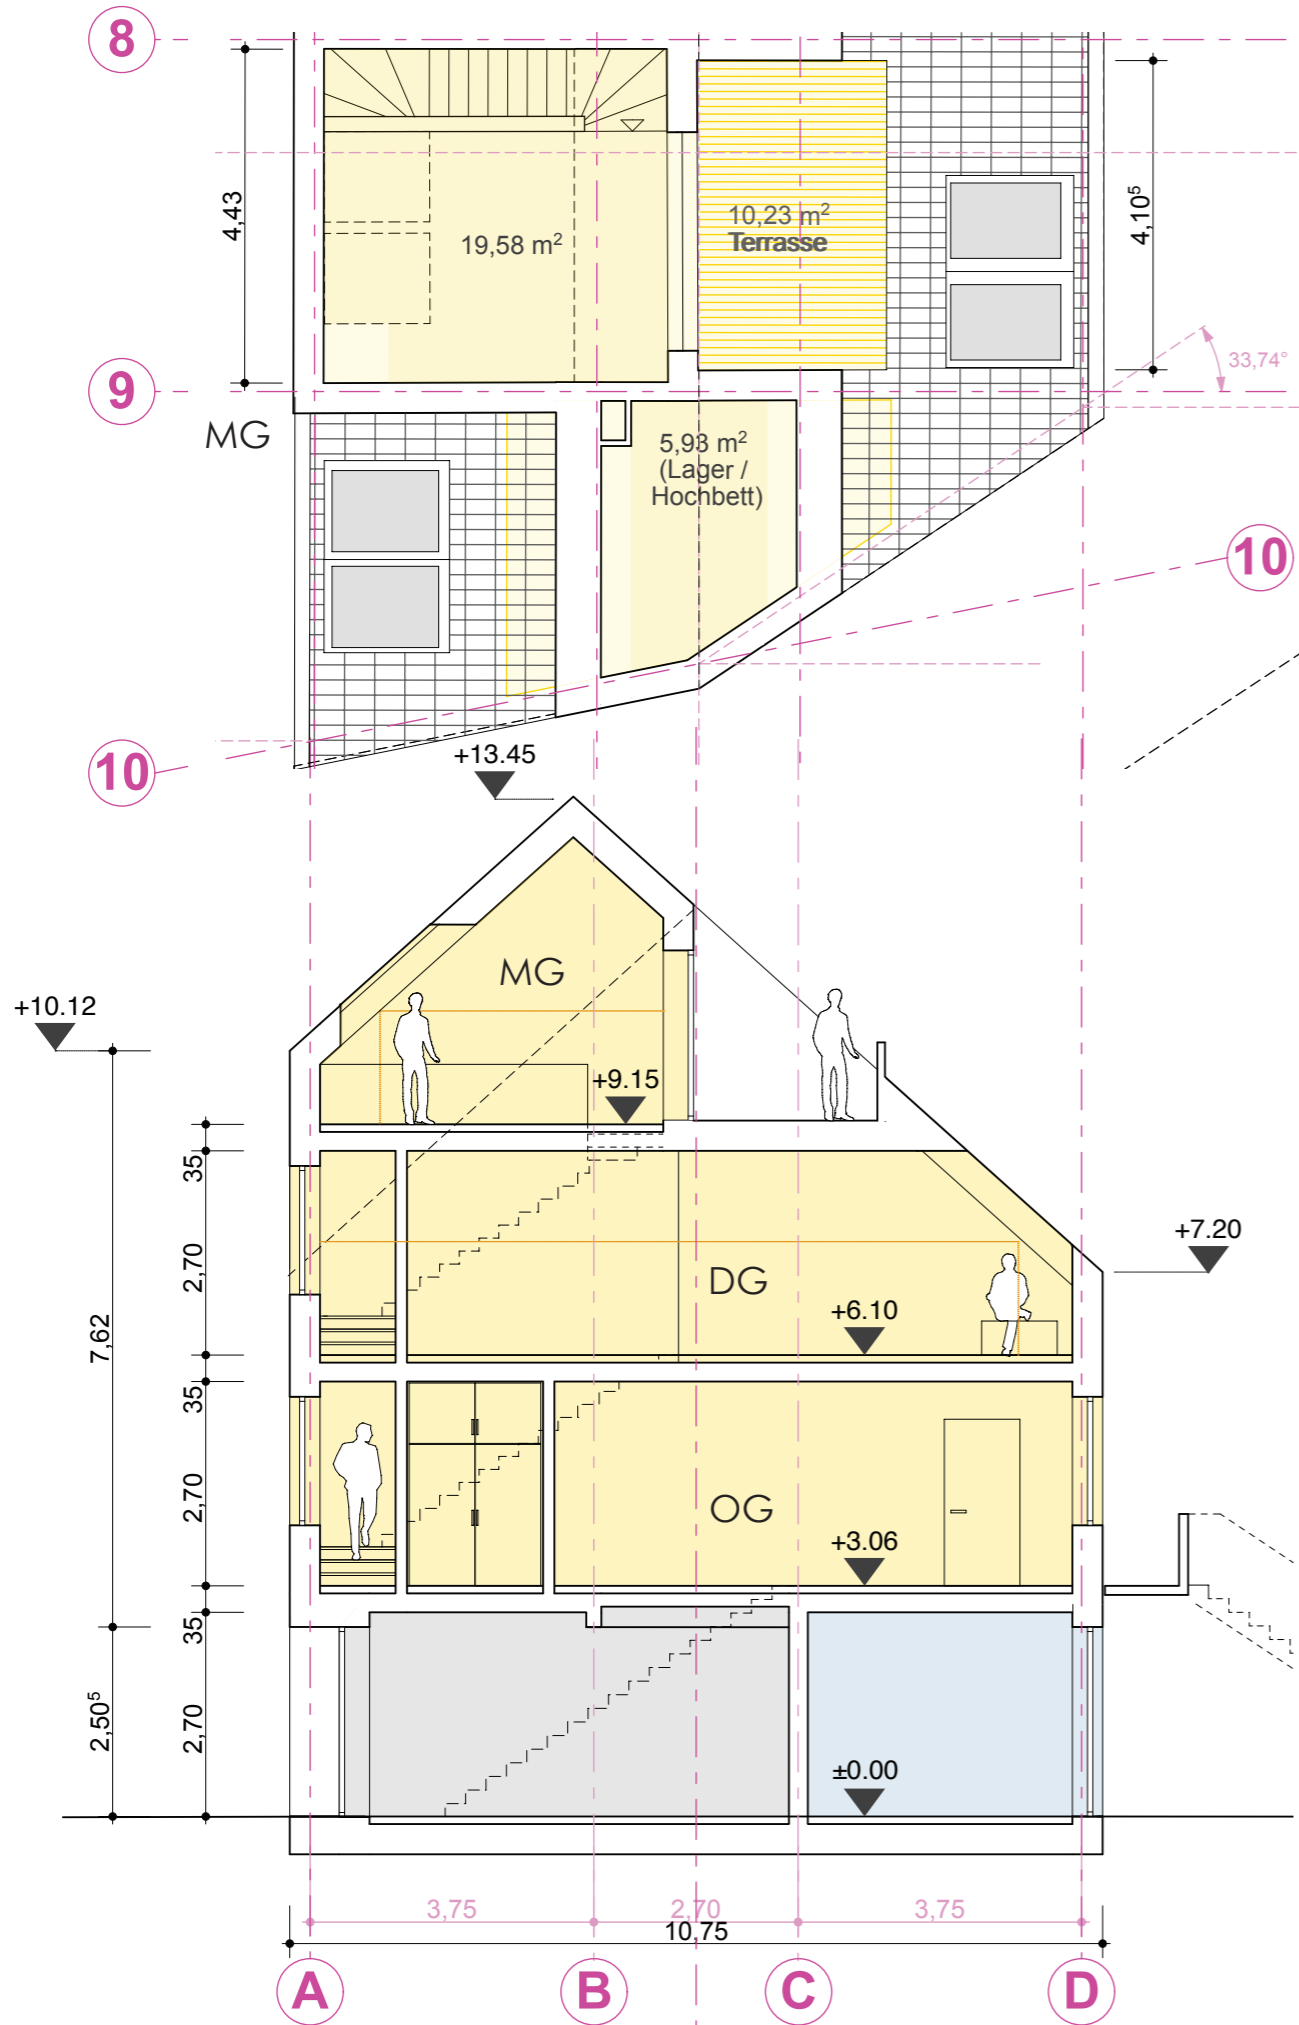 8
4,43
10,23 m²
Terrasse
19,58 m²
4,10⁵
33,74°
9
MG
5,93 m²
(Lager /
Hochbett)
10
10
+13.45
MG
+10.12
+9.15
35
2,70
7,62
+7.20
DG
+6.10
35
2,70
OG
+3.06
35
2,50⁵
2,70
±0.00
3,75
2,70
3,75
10,75
A
B
C
D